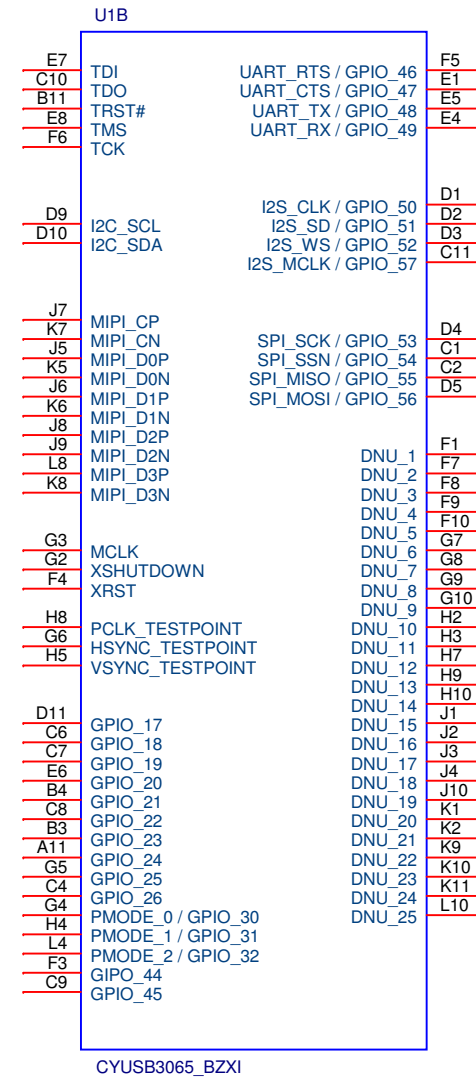 U1B
E7 TDI UART_RTS / GPIO_46 F5
C10 TDO UART_CTS / GPIO_47 E1
B11 TRST# UART_TX / GPIO_48 E5
E8 TMS UART_RX / GPIO_49 E4
F6 TCK
I2S_CLK / GPIO_50 D1
D9 I2C_SCL I2S_SD / GPIO_51 D2
D10 I2C_SDA I2S_WS / GPIO_52 D3
I2S_MCLK / GPIO_57 C11
J7 MIPI_CP
K7 MIPI_CN SPI_SCK / GPIO_53 D4
J5 MIPI_D0P SPI_SSN / GPIO_54 C1
K5 MIPI_D0N SPI_MISO / GPIO_55 C2
J6 MIPI_D1P SPI_MOSI / GPIO_56 D5
K6 MIPI_D1N
J8 MIPI_D2P
J9 MIPI_D2N DNU_1 F1
L8 MIPI_D3P DNU_2 F7
K8 MIPI_D3N DNU_3 F8
DNU_4 F9
DNU_5 F10
G3 MCLK DNU_6 G7
G2 XSHUTDOWN DNU_7 G8
F4 XRST DNU_8 G9
DNU_9 G10
H8 PCLK_TESTPOINT DNU_10 H2
G6 HSYNC_TESTPOINT DNU_11 H3
H5 VSYNC_TESTPOINT DNU_12 H7
DNU_13 H9
DNU_14 H10
D11 GPIO_17 DNU_15 J1
C6 GPIO_18 DNU_16 J2
C7 GPIO_19 DNU_17 J3
E6 GPIO_20 DNU_18 J4
B4 GPIO_21 DNU_19 J10
C8 GPIO_22 DNU_20 K1
B3 GPIO_23 DNU_21 K2
A11 GPIO_24 DNU_22 K9
G5 GPIO_25 DNU_23 K10
C4 GPIO_26 DNU_24 K11
G4 PMODE_0 / GPIO_30 DNU_25 L10
H4 PMODE_1 / GPIO_31
L4 PMODE_2 / GPIO_32
F3 GIPO_44
C9 GPIO_45
CYUSB3065_BZXI